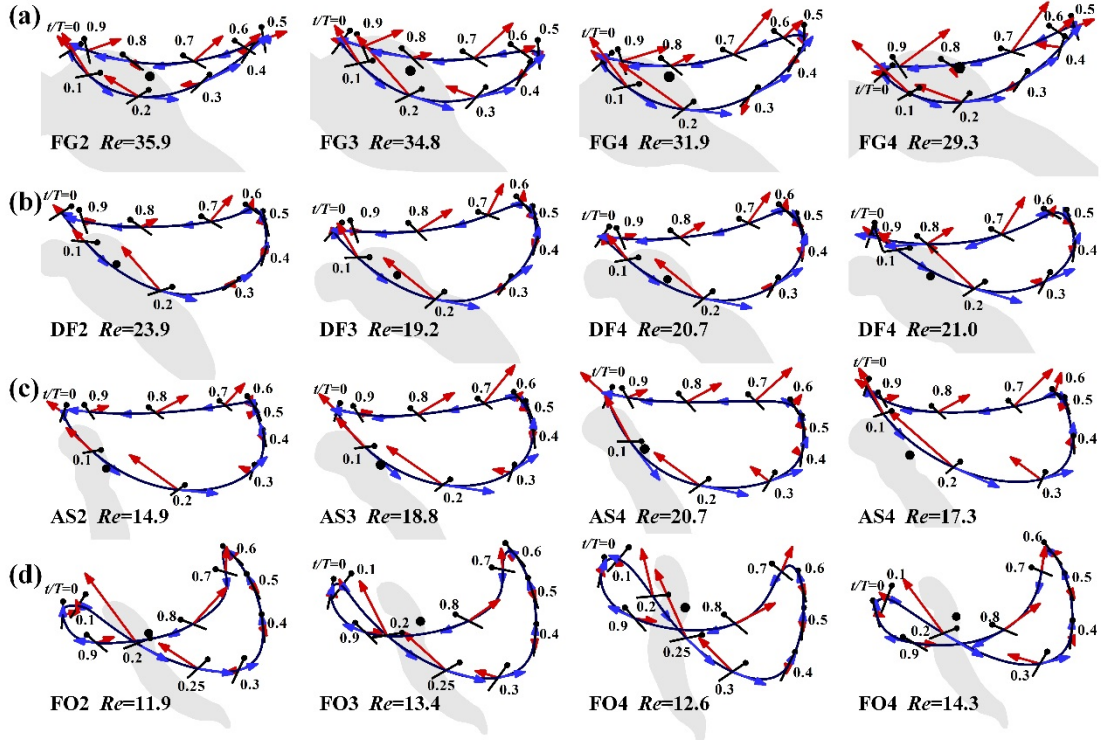 (a)
t/T=0 0.9 0.8 0.7 0.6 0.5 0.4 0.3 0.2 0.1
FG2 Re=35.9
t/T=0 0.9 0.8 0.7 0.6 0.5 0.4 0.3 0.2 0.1
FG3 Re=34.8
t/T=0 0.9 0.8 0.7 0.6 0.5 0.4 0.3 0.2 0.1
FG4 Re=31.9
0.9 0.8 0.7 0.6 0.5 0.4 0.3 0.2 0.1 t/T=0
FG4 Re=29.3
(b)
t/T=0 0.9 0.8 0.7 0.6 0.5 0.4 0.3 0.2 0.1
DF2 Re=23.9
t/T=0 0.9 0.8 0.7 0.6 0.5 0.4 0.3 0.2 0.1
DF3 Re=19.2
t/T=0 0.9 0.8 0.7 0.6 0.5 0.4 0.3 0.2 0.1
DF4 Re=20.7
t/T=0 0.9 0.8 0.7 0.6 0.5 0.4 0.3 0.2 0.1
DF4 Re=21.0
(c)
t/T=0 0.9 0.8 0.7 0.6 0.5 0.4 0.3 0.2 0.1
AS2 Re=14.9
t/T=0 0.9 0.8 0.7 0.6 0.5 0.4 0.3 0.2 0.1
AS3 Re=18.8
t/T=0 0.9 0.8 0.7 0.6 0.5 0.4 0.3 0.2 0.1
AS4 Re=20.7
t/T=0 0.9 0.8 0.7 0.6 0.5 0.4 0.3 0.2 0.1
AS4 Re=17.3
(d)
t/T=0 0.1 0.9 0.2 0.8 0.7 0.6 0.5 0.4 0.3 0.25
FO2 Re=11.9
t/T=0 0.1 0.9 0.2 0.8 0.7 0.6 0.5 0.4 0.3 0.25
FO3 Re=13.4
t/T=0 0.1 0.9 0.2 0.25 0.8 0.7 0.6 0.5 0.4 0.3
FO4 Re=12.6
t/T=0 0.1 0.9 0.2 0.8 0.7 0.6 0.5 0.4 0.3
FO4 Re=14.3